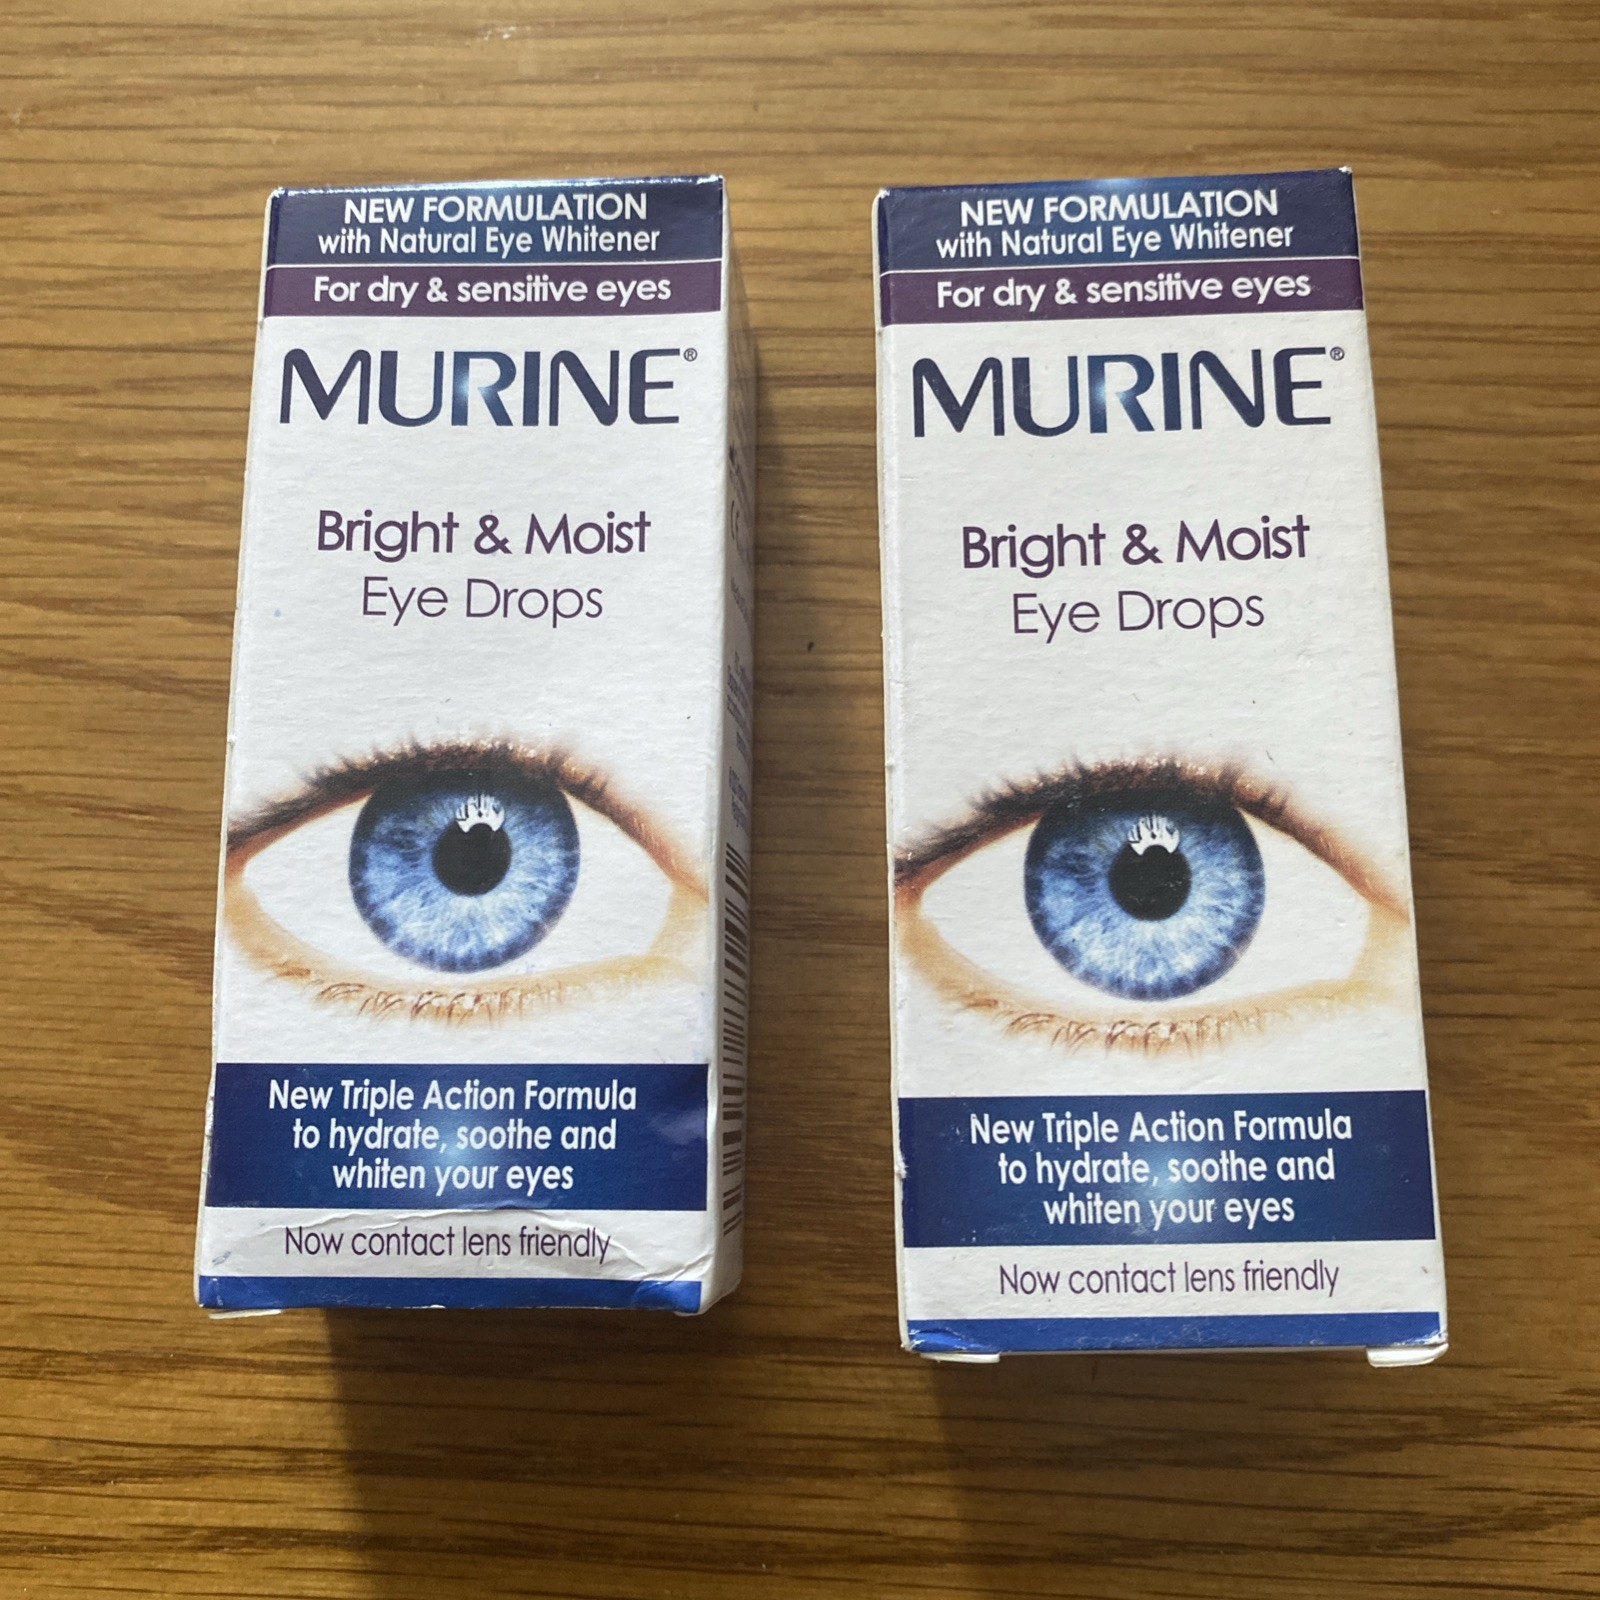 NEW FORMULATION
with Natural Eye Whitener
For dry & sensitive eyes
MURINE®
Bright & Moist
Eye Drops
New Triple Action Formula
to hydrate, soothe and
whiten your eyes
Now contact lens friendly
NEW FORMULATION
with Natural Eye Whitener
For dry & sensitive eyes
MURINE®
Bright & Moist
Eye Drops
New Triple Action Formula
to hydrate, soothe and
whiten your eyes
Now contact lens friendly